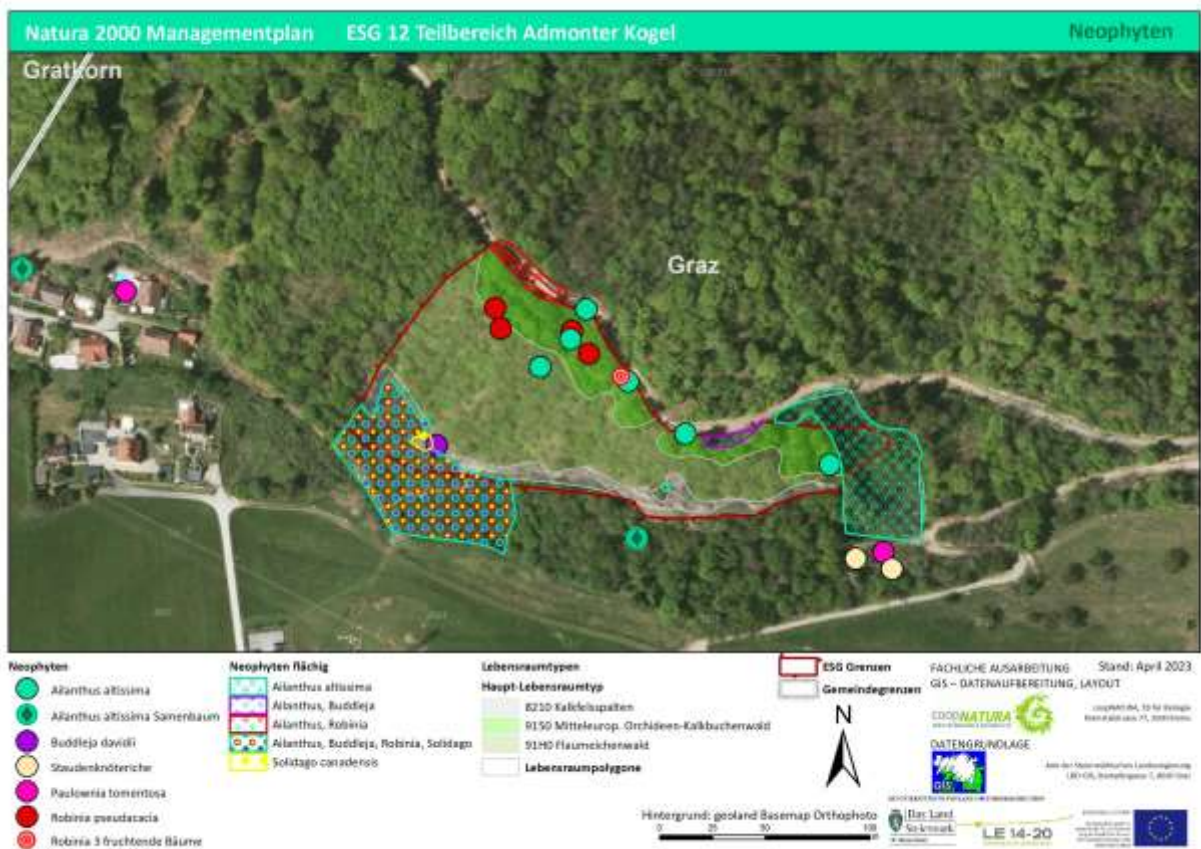 Natura 2000 Managementplan ESG 12 Teilbereich Admonter Kogel Neophyten
Gratkorn
Graz
Neophyten
Ailanthus altissima
Ailanthus altissima Samenbaum
Buddleja davidii
Staudenknöteriche
Paulownia tomentosa
Robinia pseudacacia
Robinia 3 fruchtende Bäume
Neophyten flächig
Ailanthus altissima
Ailanthus, Buddleja
Ailanthus, Robinia
Ailanthus, Buddleja, Robinia, Solidago
Solidago canadensis
Lebensraumtypen
Haupt-Lebensraumtyp
8210 Kalkfelsspalten
9150 Mitteleurop. Orchideen-Kalkbuchenwald
91H0 Flaumeichenwald
Lebensraumpolygone
ESG Grenzen
Gemeindegrenzen
N
Hintergrund: geoland Basemap Orthophoto
0 25 50 100
FACHLICHE AUSARBEITUNG Stand: April 2023
GIS – DATENAUFBEREITUNG, LAYOUT
COOPNATURA
DATENGRUNDLAGE
GIS
Das Land
Steiermark
LE 14-20